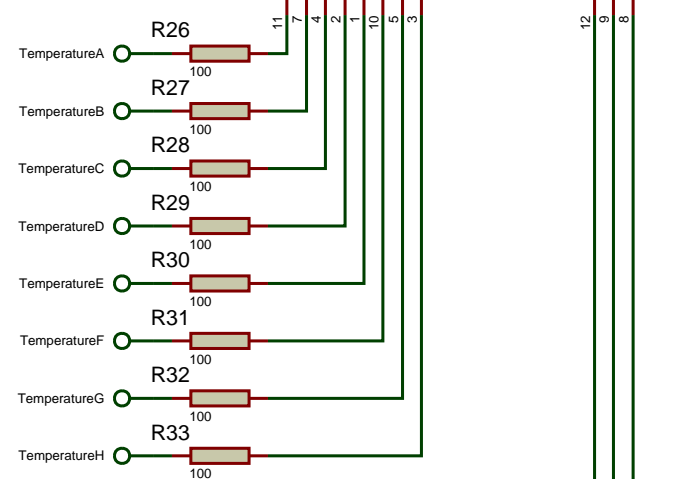 11 7 4 2 1 10 5 3 12 9 8
R26
TemperatureA
100
R27
TemperatureB
100
R28
TemperatureC
100
R29
TemperatureD
100
R30
TemperatureE
100
R31
TemperatureF
100
R32
TemperatureG
100
R33
TemperatureH
100